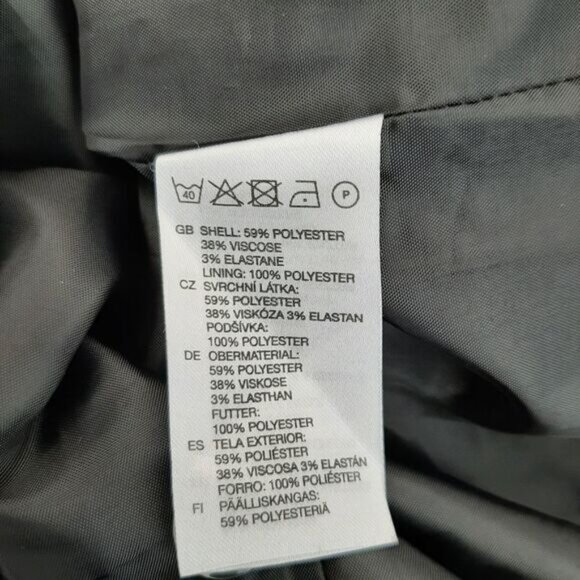 40 P
GB SHELL: 59% POLYESTER
38% VISCOSE
3% ELASTANE
LINING: 100% POLYESTER
CZ SVRCHNÍ LÁTKA:
59% POLYESTER
38% VISKÓZA 3% ELASTAN
PODŠÍVKA:
100% POLYESTER
DE OBERMATERIAL:
59% POLYESTER
38% VISKOSE
3% ELASTHAN
FUTTER:
100% POLYESTER
ES TELA EXTERIOR:
59% POLIÉSTER
38% VISCOSA 3% ELASTÁN
FORRO: 100% POLIÉSTER
FI PÄÄLLISKANGAS:
59% POLYESTERIÄ